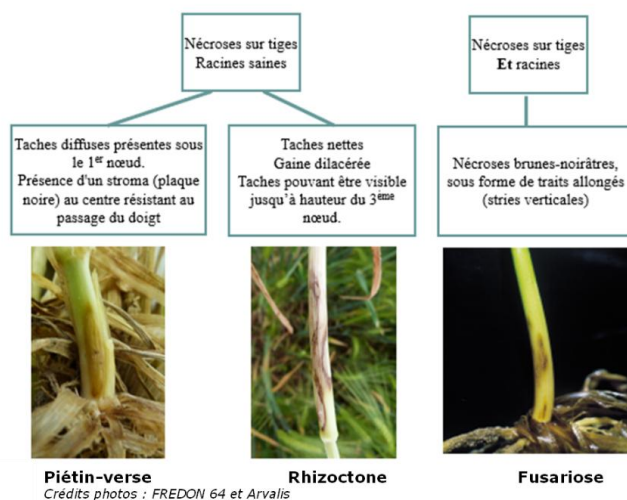 Nécroses sur tiges
Racines saines
Nécroses sur tiges
Et racines
Taches diffuses présentes sous
le 1er nœud.
Présence d'un stroma (plaque
noire) au centre résistant au
passage du doigt
Taches nettes
Gaine dilacérée
Taches pouvant être visible
jusqu'à hauteur du 3ème
nœud.
Nécroses brunes-noirâtres,
sous forme de traits allongés
(stries verticales)
Piétin-verse
Rhizoctone
Fusariose
Crédits photos : FREDON 64 et Arvalis